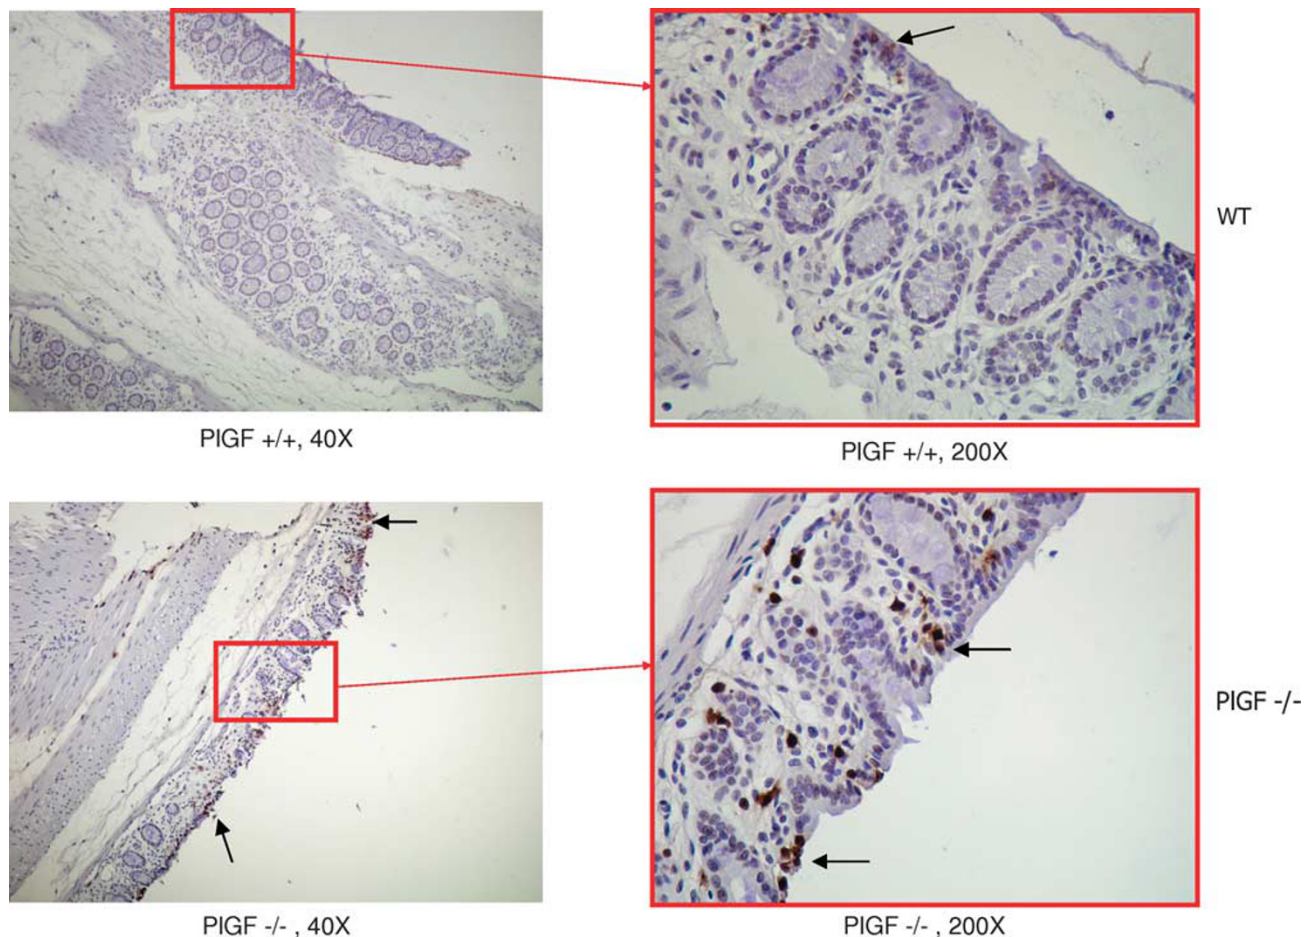 WT
PlGF +/+, 40X
PlGF +/+, 200X
PlGF -/-
PlGF -/- , 40X
PlGF -/- , 200X